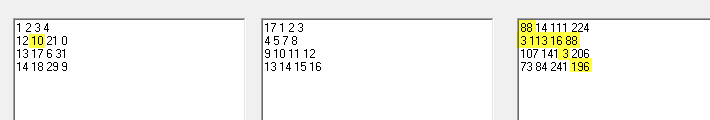 1 2 3 4
12 10 21 0
13 17 6 31
14 18 29 9
17 1 2 3
4 5 7 8
9 10 11 12
13 14 15 16
88 14 111 224
3 113 16 88
107 141 3 206
73 84 241 196